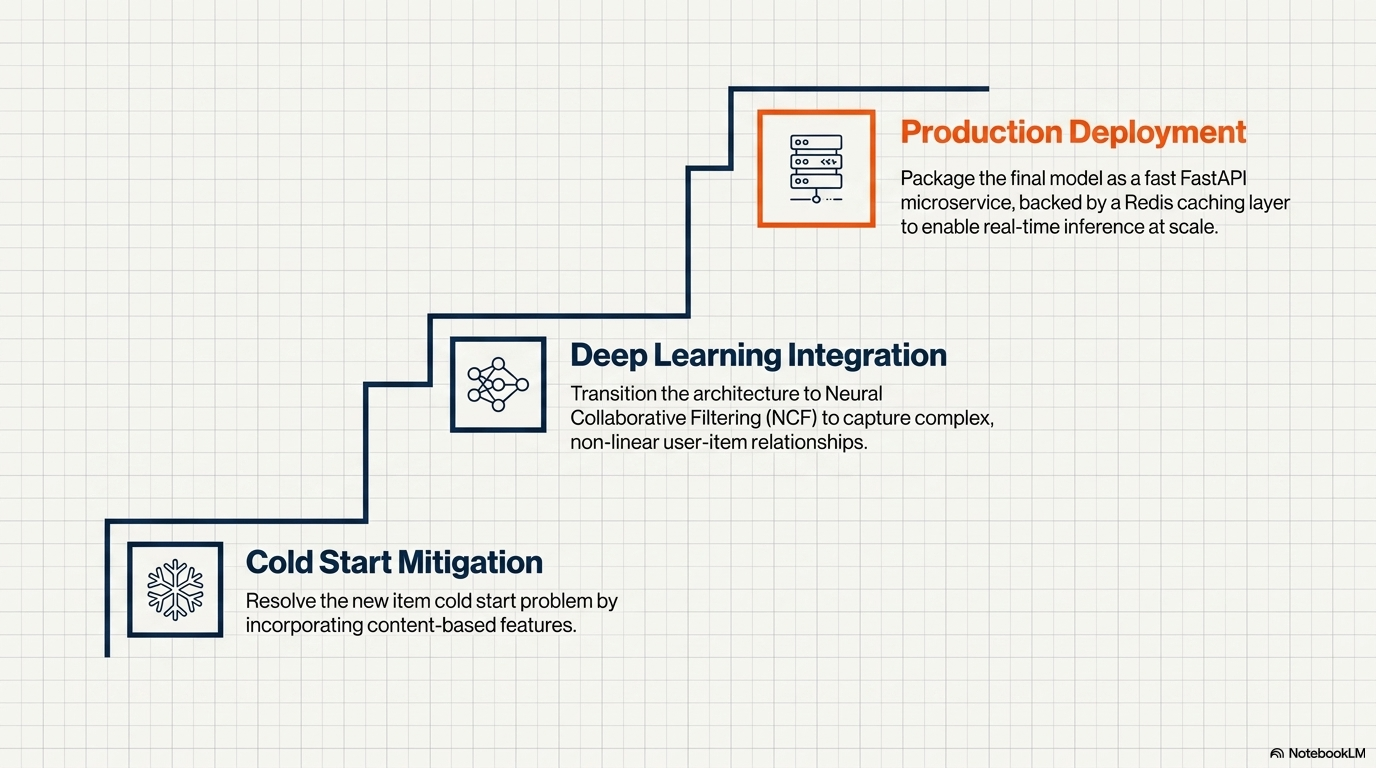 Production Deployment
Package the final model as a fast FastAPI
microservice, backed by a Redis caching layer
to enable real-time inference at scale.
Deep Learning Integration
Transition the architecture to Neural
Collaborative Filtering (NCF) to capture complex,
non-linear user-item relationships.
Cold Start Mitigation
Resolve the new item cold start problem by
incorporating content-based features.
NotebookLM